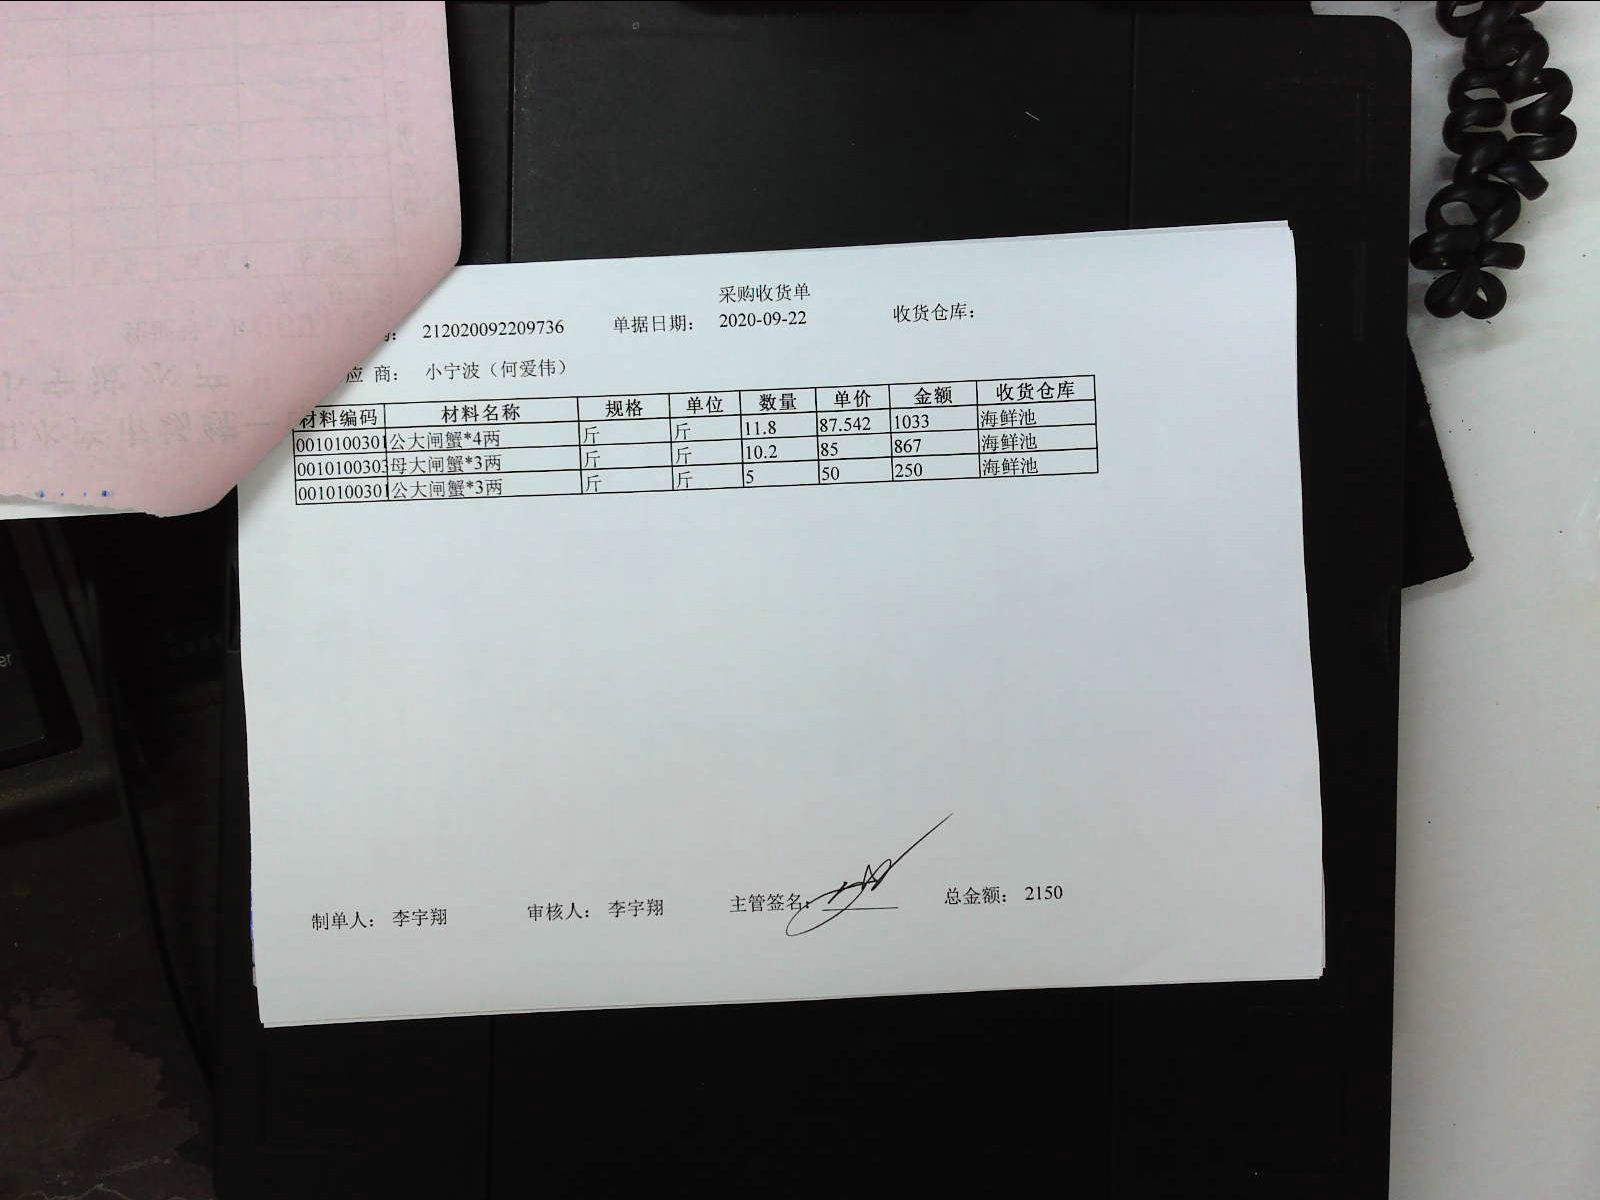 采购收货单
212020092209736 单据日期： 2020-09-22 收货仓库：
应 商： 小宁波（何爱伟）
材料编码 材料名称 规格 单位 数量 单价 金额 收货仓库
0010100301 公大闸蟹*4两 斤 斤 11.8 87.542 1033 海鲜池
0010100303 母大闸蟹*3两 斤 斤 10.2 85 867 海鲜池
0010100301 公大闸蟹*3两 斤 斤 5 50 250 海鲜池
制单人： 李宇翔 审核人： 李宇翔 主管签名： 总金额： 2150